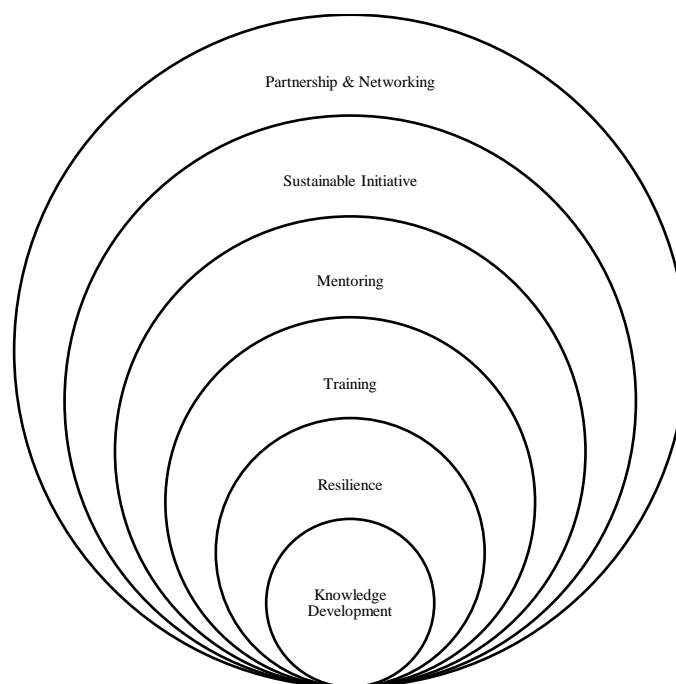 Partnership & Networking
Sustainable Initiative
Mentoring
Training
Resilience
Knowledge
Development